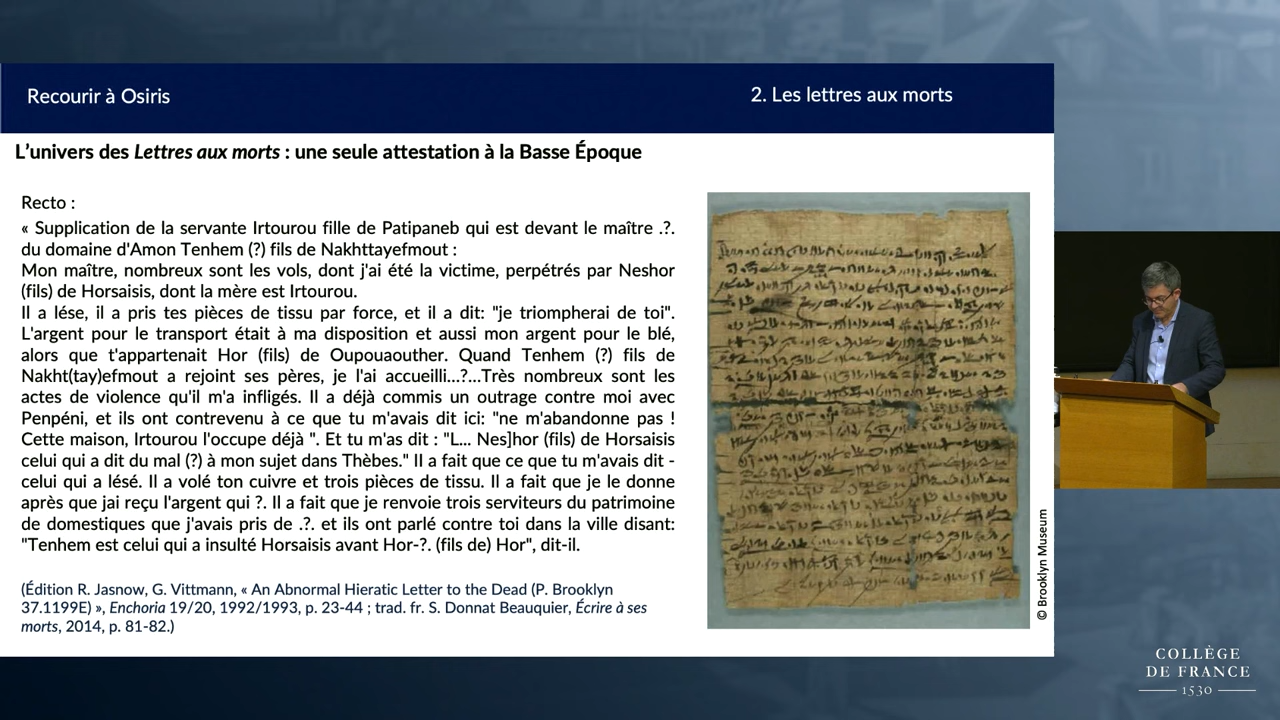 Recourir à Osiris
2. Les lettres aux morts
L'univers des Lettres aux morts : une seule attestation à la Basse Époque
Recto :
« Supplication de la servante Irtourou fille de Patipaneb qui est devant le maître .?.
du domaine d'Amon Tenhem (?) fils de Nakhttayefmout :
Mon maître, nombreux sont les vols, dont j'ai été la victime, perpétrés par Neshor
(fils) de Horsaisis, dont la mère est Irtourou.
Il a lése, il a pris tes pièces de tissu par force, et il a dit: "je triompherai de toi".
L'argent pour le transport était à ma disposition et aussi mon argent pour le blé,
alors que t'appartenait Hor (fils) de Oupouaouther. Quand Tenhem (?) fils de
Nakht(tay)efmout a rejoint ses pères, je l'ai accueilli...?...Très nombreux sont les
actes de violence qu'il m'a infligés. Il a déjà commis un outrage contre moi avec
Penpéni, et ils ont contrevenu à ce que tu m'avais dit ici: "ne m'abandonne pas !
Cette maison, Irtourou l'occupe déjà ". Et tu m'as dit : "L... Nes]hor (fils) de Horsaisis
celui qui a dit du mal (?) à mon sujet dans Thèbes." Il a fait que ce que tu m'avais dit -
celui qui a lésé. Il a volé ton cuivre et trois pièces de tissu. Il a fait que je le donne
après que jai reçu l'argent qui ?. Il a fait que je renvoie trois serviteurs du patrimoine
de domestiques que j'avais pris de .?. et ils ont parlé contre toi dans la ville disant:
"Tenhem est celui qui a insulté Horsaisis avant Hor-?. (fils de) Hor", dit-il.
(Édition R. Jasnow, G. Vittmann, « An Abnormal Hieratic Letter to the Dead (P. Brooklyn
37.1199E) », Enchoria 19/20, 1992/1993, p. 23-44 ; trad. fr. S. Donnat Beauquier, Écrire à ses
morts, 2014, p. 81-82.)
© Brooklyn Museum
COLLÈGE
DE FRANCE
1530